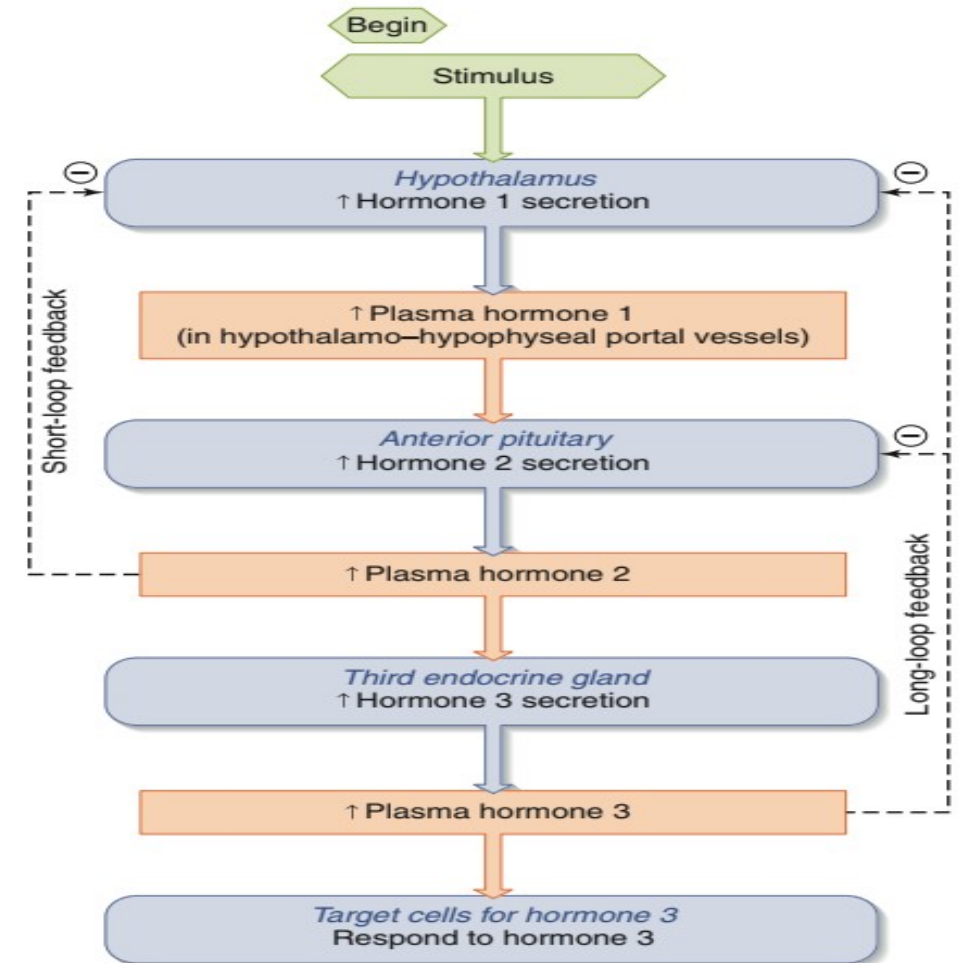 Begin
Stimulus
Hypothalamus
↑ Hormone 1 secretion
↑ Plasma hormone 1
(in hypothalamo–hypophyseal portal vessels)
Short-loop feedback
Anterior pituitary
↑ Hormone 2 secretion
↑ Plasma hormone 2
Third endocrine gland
↑ Hormone 3 secretion
Long-loop feedback
↑ Plasma hormone 3
Target cells for hormone 3
Respond to hormone 3